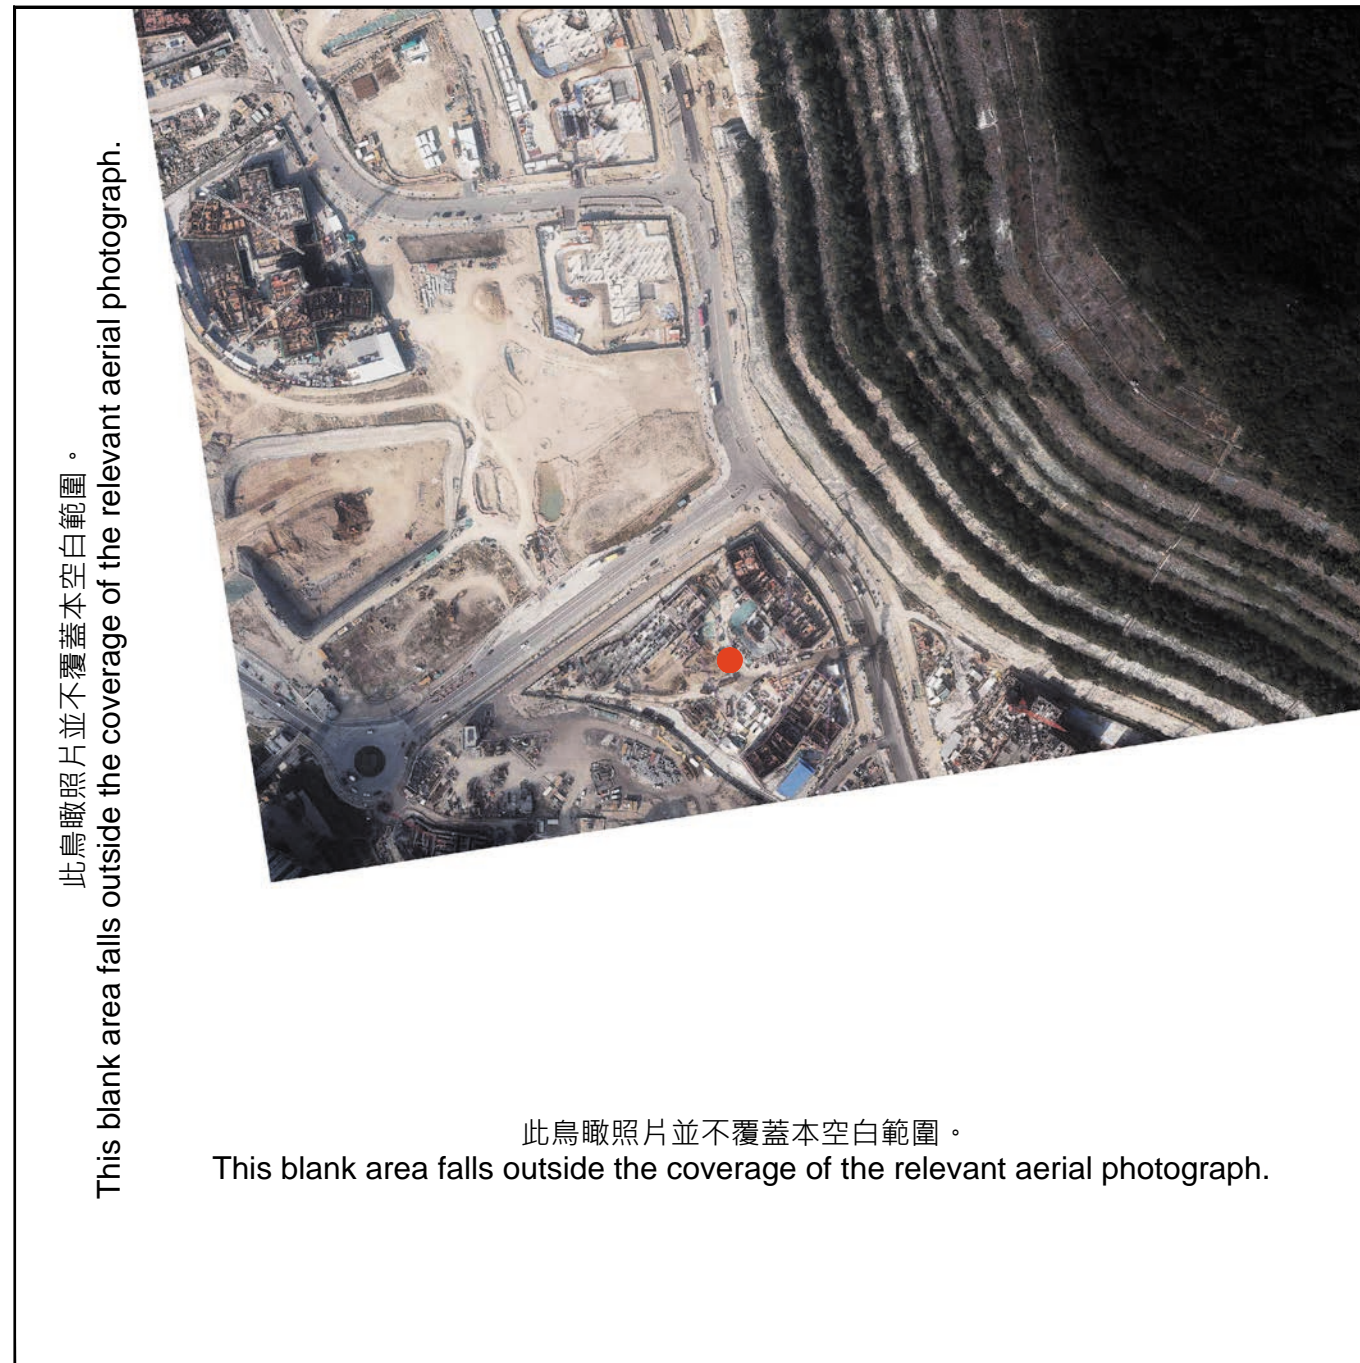 此鳥瞰照片並不覆蓋本空白範圍。
This blank area falls outside the coverage of the relevant aerial photograph.
此鳥瞰照片並不覆蓋本空白範圍。
This blank area falls outside the coverage of the relevant aerial photograph.